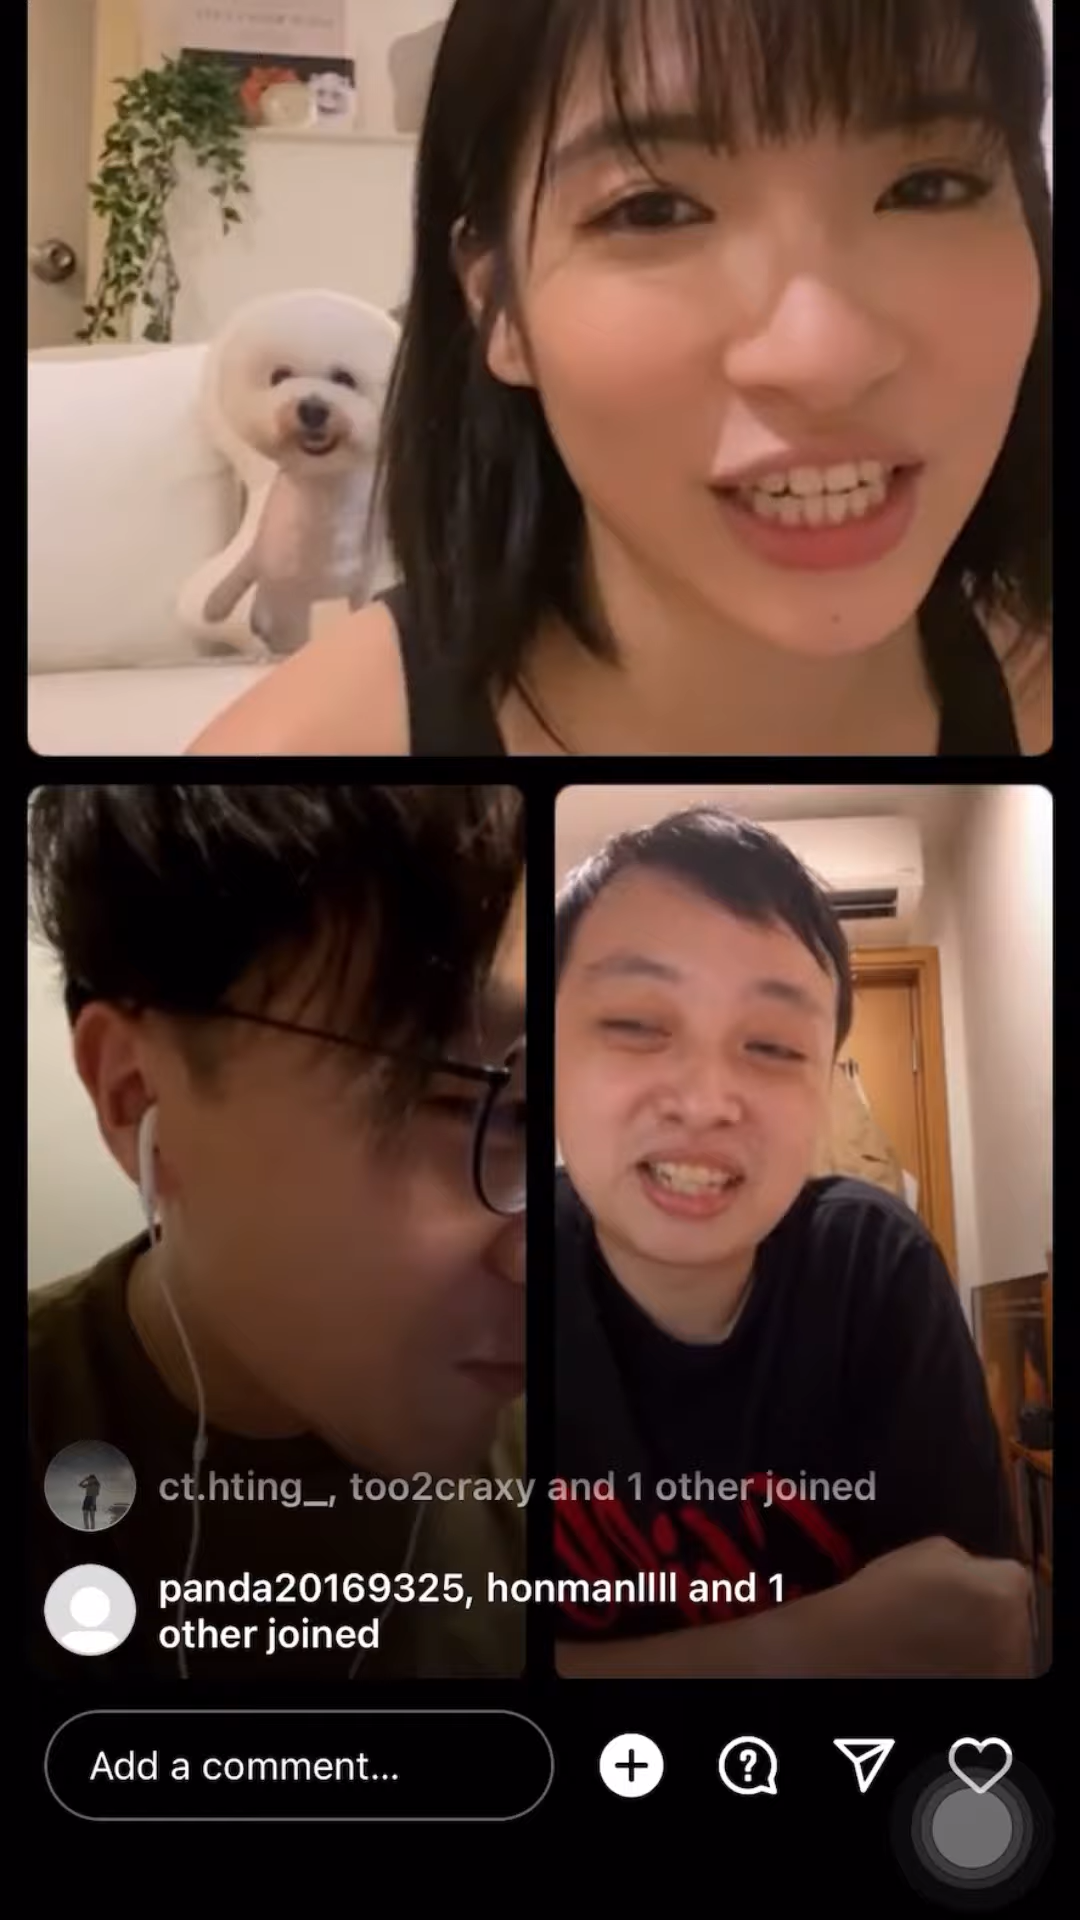 ct.hting_, too2craxy and 1 other joined
panda20169325, honmanllll and 1
other joined
Add a comment...